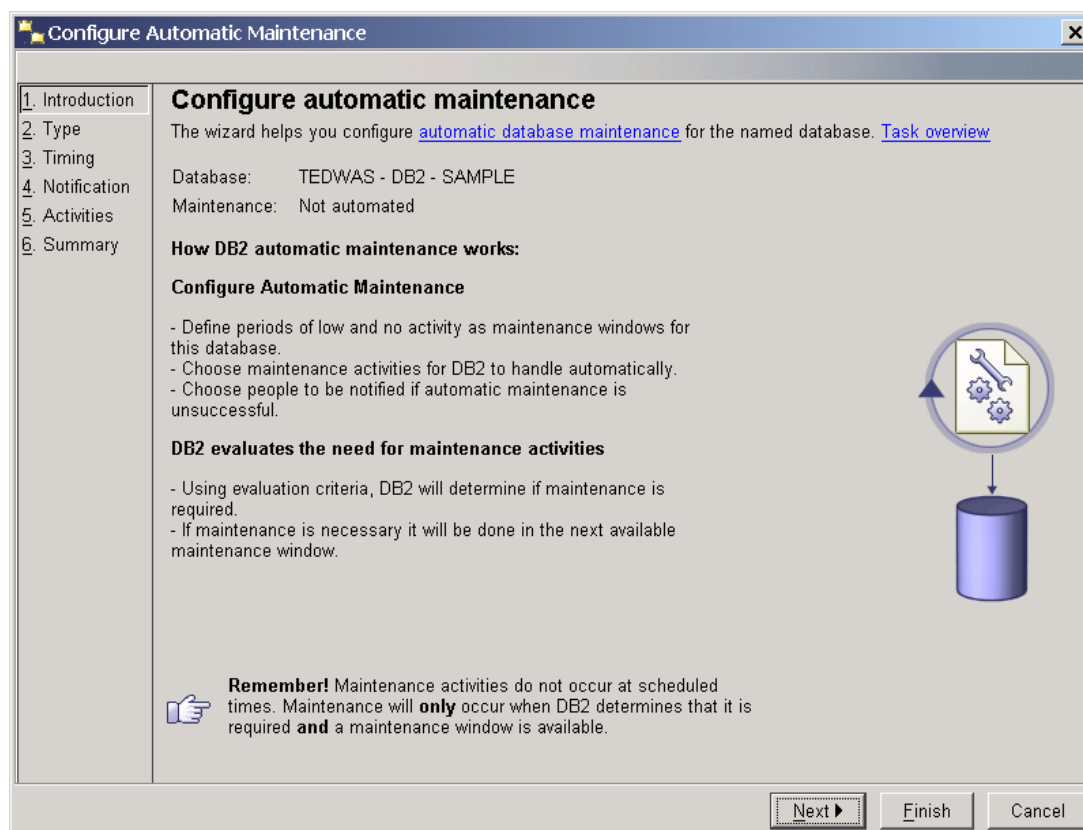 Configure Automatic Maintenance
1. Introduction
2. Type
3. Timing
4. Notification
5. Activities
6. Summary
Configure automatic maintenance
The wizard helps you configure automatic database maintenance for the named database. Task overview
Database: TEDWAS - DB2 - SAMPLE
Maintenance: Not automated
How DB2 automatic maintenance works:
Configure Automatic Maintenance
- Define periods of low and no activity as maintenance windows for
this database.
- Choose maintenance activities for DB2 to handle automatically.
- Choose people to be notified if automatic maintenance is
unsuccessful.
DB2 evaluates the need for maintenance activities
- Using evaluation criteria, DB2 will determine if maintenance is
required.
- If maintenance is necessary it will be done in the next available
maintenance window.
Remember! Maintenance activities do not occur at scheduled
times. Maintenance will only occur when DB2 determines that it is
required and a maintenance window is available.
Next
Finish
Cancel